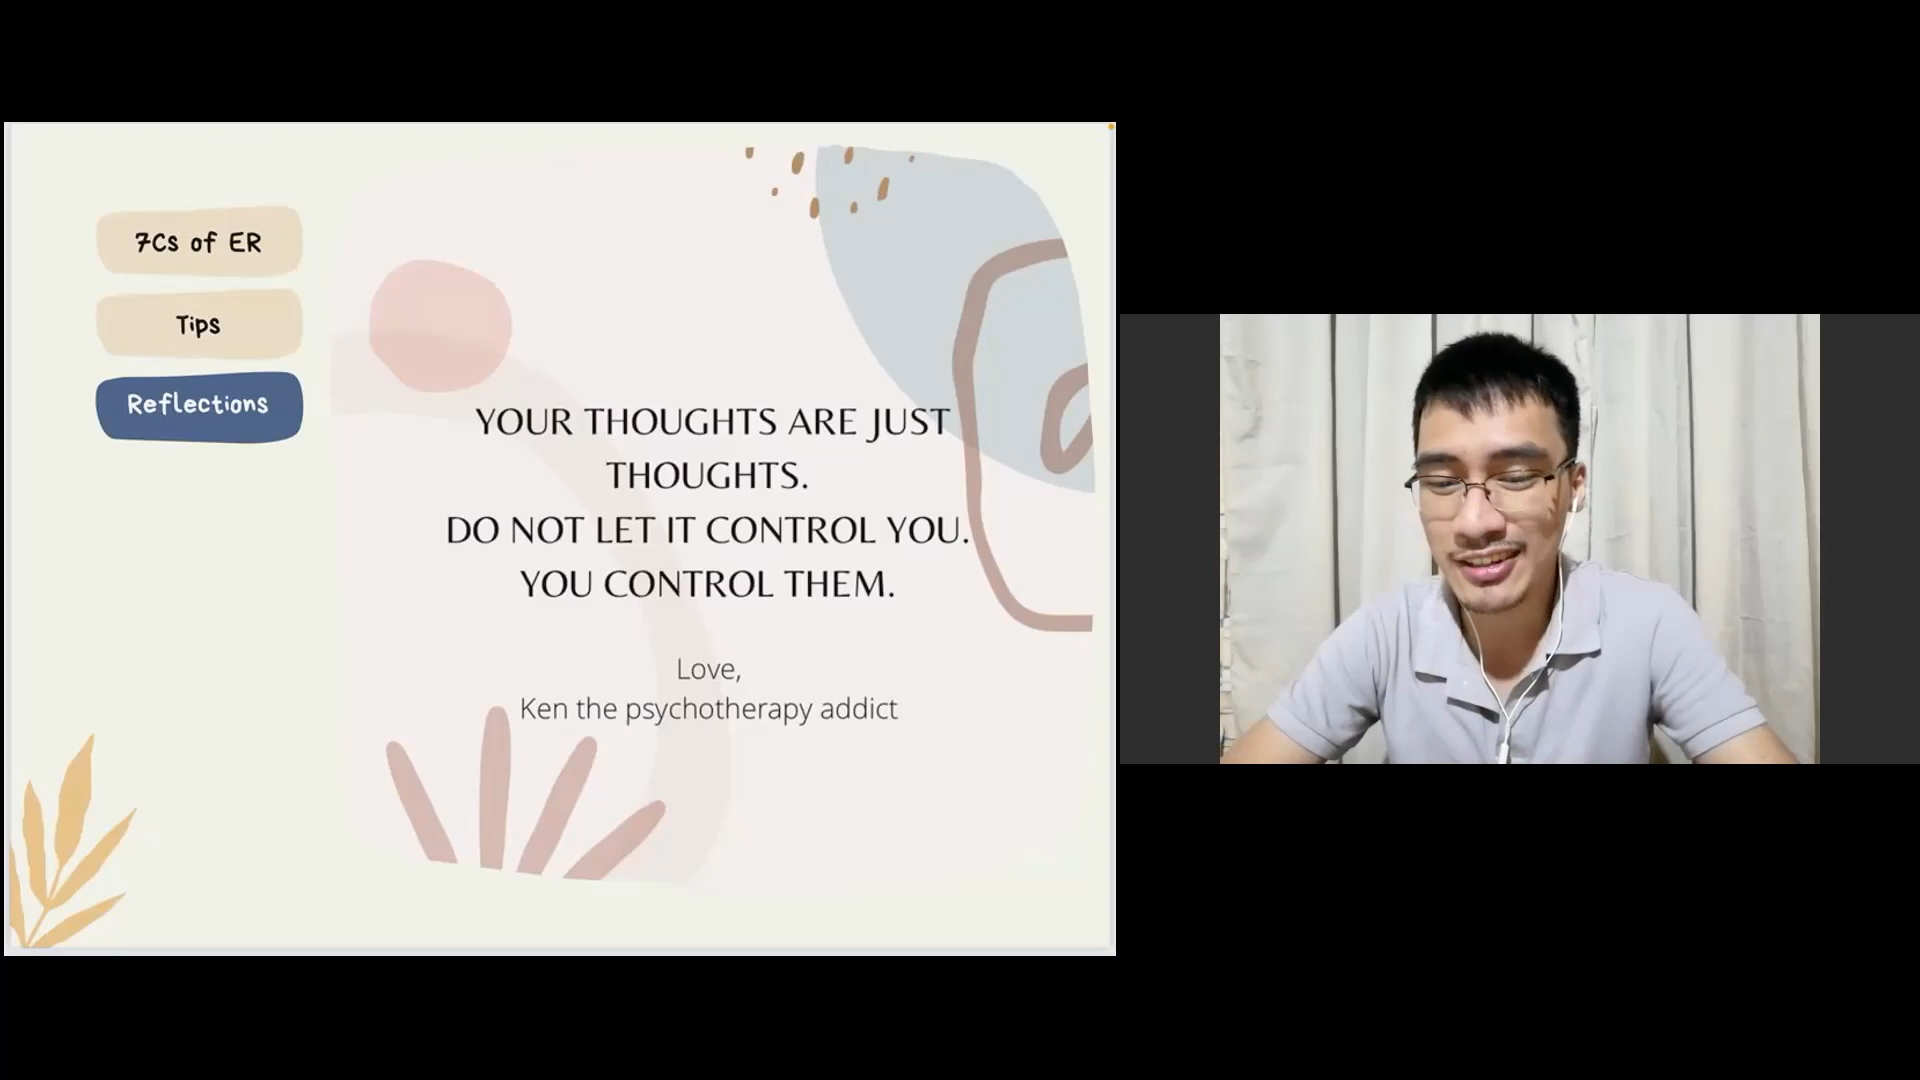 7Cs of ER
Tips
Reflections
YOUR THOUGHTS ARE JUST
THOUGHTS.
DO NOT LET IT CONTROL YOU.
YOU CONTROL THEM.
Love,
Ken the psychotherapy addict